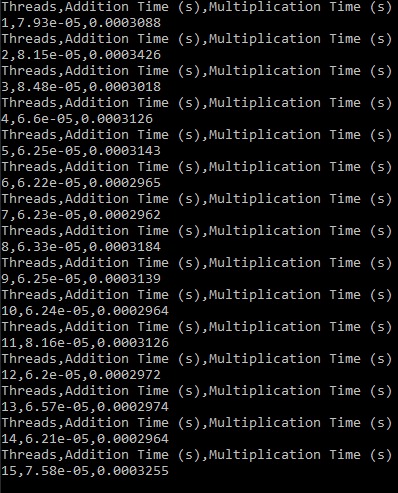 Threads,Addition Time (s),Multiplication Time (s)
1,7.93e-05,0.0003088
Threads,Addition Time (s),Multiplication Time (s)
2,8.15e-05,0.0003426
Threads,Addition Time (s),Multiplication Time (s)
3,8.48e-05,0.0003018
Threads,Addition Time (s),Multiplication Time (s)
4,6.6e-05,0.0003126
Threads,Addition Time (s),Multiplication Time (s)
5,6.25e-05,0.0003143
Threads,Addition Time (s),Multiplication Time (s)
6,6.22e-05,0.0002965
Threads,Addition Time (s),Multiplication Time (s)
7,6.23e-05,0.0002962
Threads,Addition Time (s),Multiplication Time (s)
8,6.33e-05,0.0003184
Threads,Addition Time (s),Multiplication Time (s)
9,6.25e-05,0.0003139
Threads,Addition Time (s),Multiplication Time (s)
10,6.24e-05,0.0002964
Threads,Addition Time (s),Multiplication Time (s)
11,8.16e-05,0.0003126
Threads,Addition Time (s),Multiplication Time (s)
12,6.2e-05,0.0002972
Threads,Addition Time (s),Multiplication Time (s)
13,6.57e-05,0.0002974
Threads,Addition Time (s),Multiplication Time (s)
14,6.21e-05,0.0002964
Threads,Addition Time (s),Multiplication Time (s)
15,7.58e-05,0.0003255